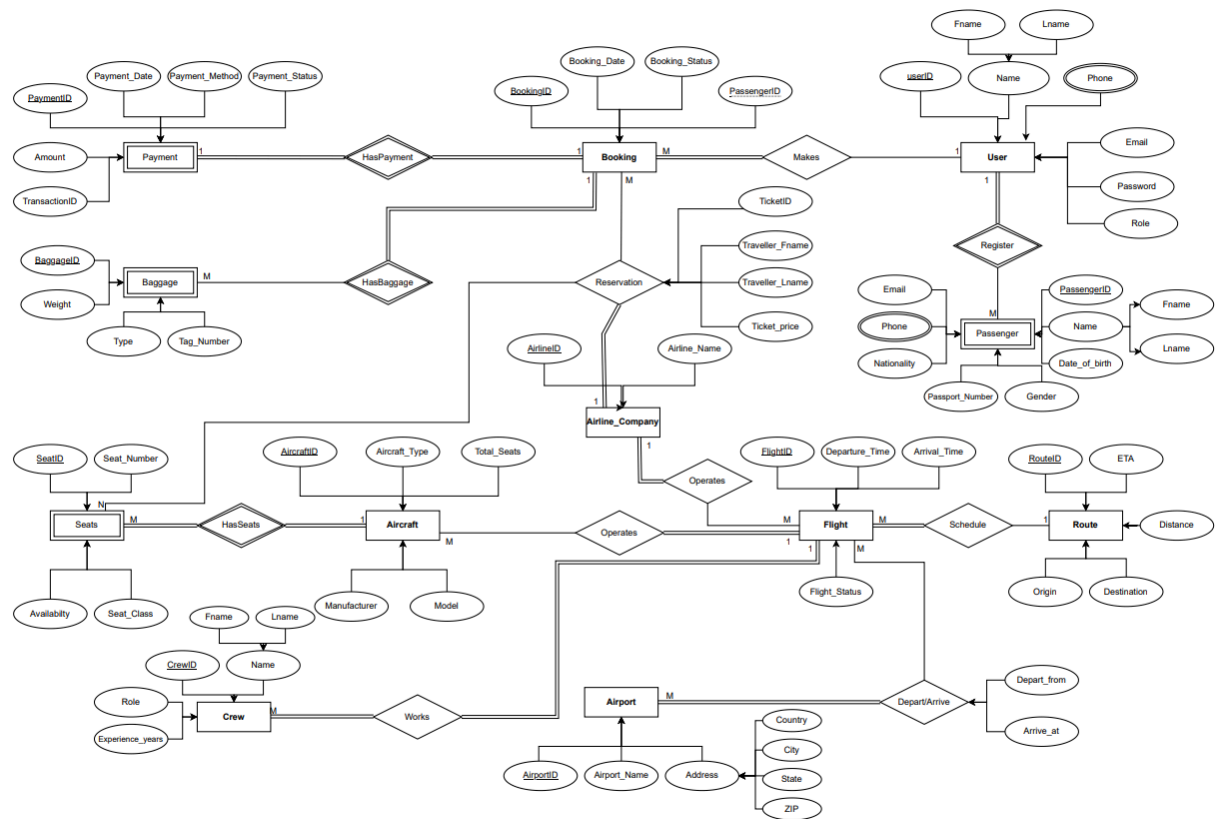 Fname
Lname
Payment_Date
Payment_Method
Payment_Status
Booking_Date
Booking_Status
PaymentID
BookingID
PassengerID
userID
Name
Phone
Amount
Payment
1
HasPayment
1
Booking
M
Makes
1
User
Email
TransactionID
1
M
1
Password
Role
TicketID
BaggageID
Traveller_Fname
Register
Baggage
M
HasBaggage
Reservation
Weight
Traveller_Lname
Email
PassengerID
Fname
Type
Tag_Number
Ticket_price
Phone
M
Passenger
Name
Lname
AirlineID
Airline_Name
Nationality
Date_of_birth
Passport_Number
Gender
1
Airline_Company
1
SeatID
Seat_Number
AircraftID
Aircraft_Type
Total_Seats
FlightID
Departure_Time
Arrival_Time
RouteID
ETA
Operates
N
Seats
M
HasSeats
1
Aircraft
M
Operates
M
1
Flight
1
M
M
Schedule
1
Route
Distance
Availabilty
Seat_Class
Manufacturer
Model
Flight_Status
Origin
Destination
Fname
Lname
CrewID
Name
Role
Crew
M
Works
Airport
M
Depart/Arrive
Depart_from
Experience_years
Arrive_at
Country
City
AirportID
Airport_Name
Address
State
ZIP